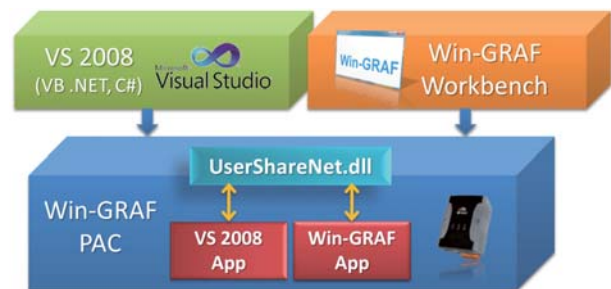 VS 2008
(VB .NET, C#)
Microsoft
Visual Studio
Win-GRAF
Win-GRAF
Workbench
UserShareNet.dll
Win-GRAF
PAC
VS 2008
App
Win-GRAF
App